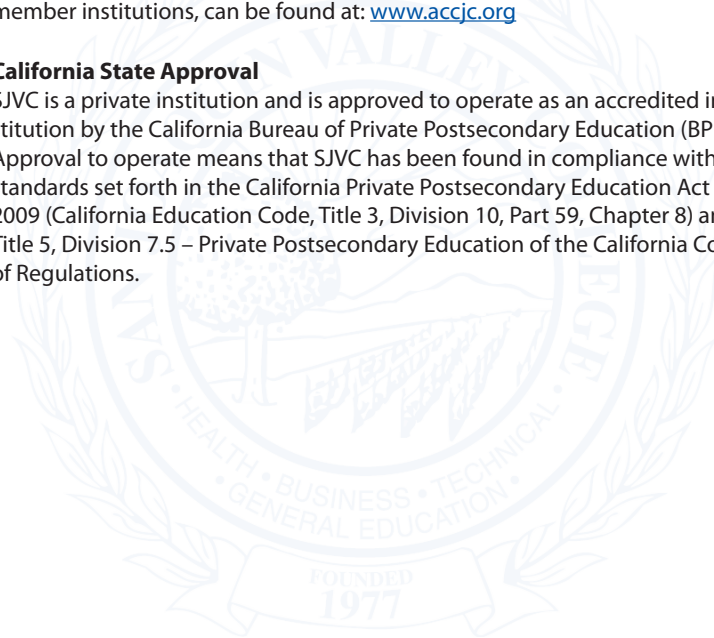 member institutions, can be found at: www.accjc.org
California State Approval
SJVC is a private institution and is approved to operate as an accredited in
titution by the California Bureau of Private Postsecondary Education (BP
Approval to operate means that SJVC has been found in compliance with
standards set forth in the California Private Postsecondary Education Act
2009 (California Education Code, Title 3, Division 10, Part 59, Chapter 8) a
Title 5, Division 7.5 – Private Postsecondary Education of the California Co
of Regulations.
SAN VALLEY EGE
• HEALTH • BUSINESS • TECHNICAL •
• GENERAL EDUCATION •
FOUNDED
1977